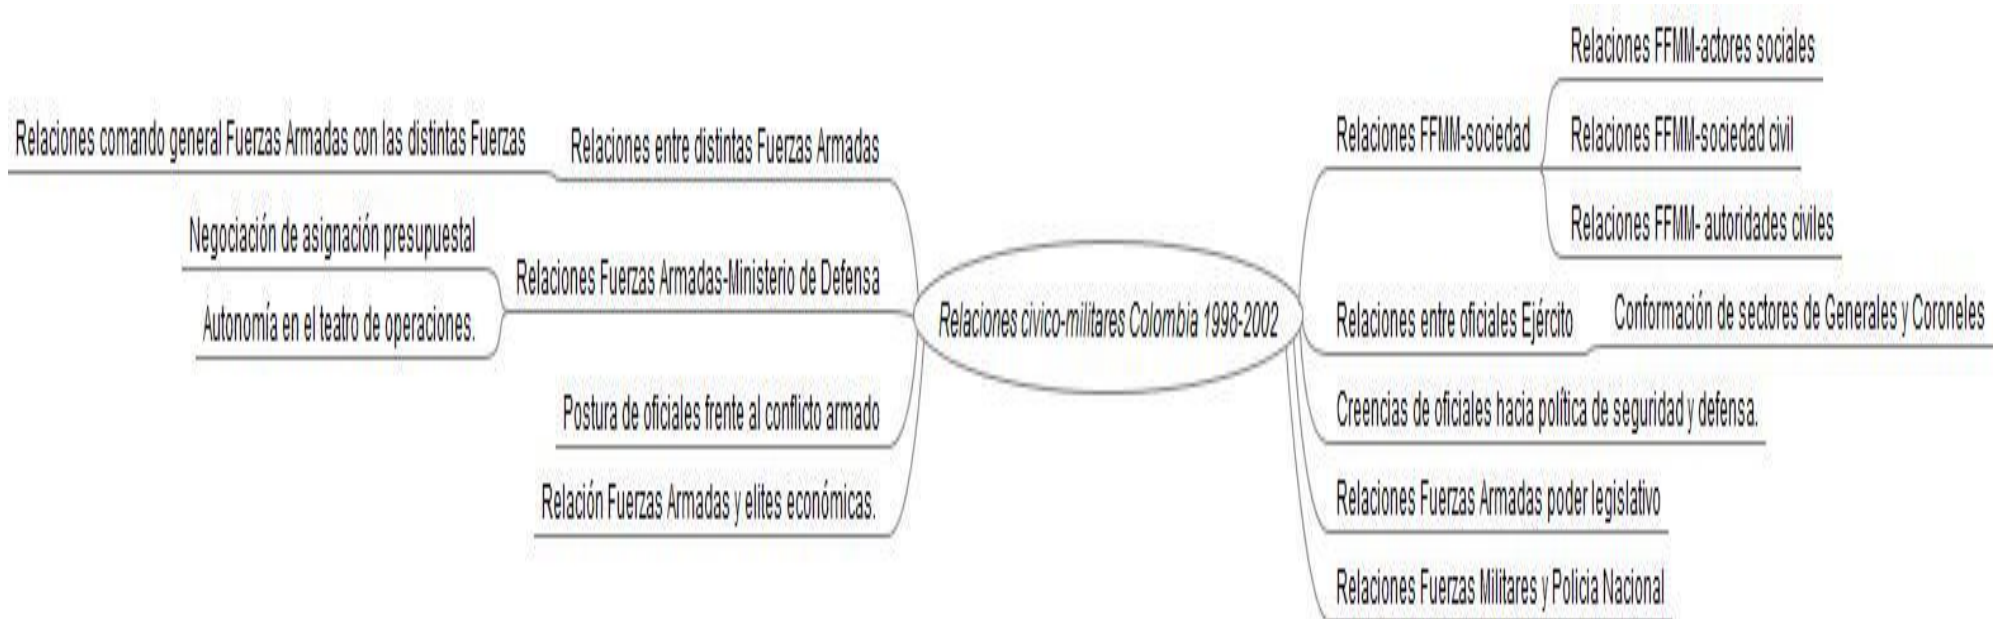 Relaciones comando general Fuerzas Armadas con las distintas Fuerzas
Relaciones entre distintas Fuerzas Armadas
Negociación de asignación presupuestal
Autonomía en el teatro de operaciones.
Relaciones Fuerzas Armadas-Ministerio de Defensa
Postura de oficiales frente al conflicto armado
Relación Fuerzas Armadas y elites económicas.
Relaciones civico-militares Colombia 1998-2002
Relaciones FFMM-sociedad
Relaciones FFMM-actores sociales
Relaciones FFMM-sociedad civil
Relaciones FFMM- autoridades civiles
Relaciones entre oficiales Ejército
Conformación de sectores de Generales y Coroneles
Creencias de oficiales hacia política de seguridad y defensa.
Relaciones Fuerzas Armadas poder legislativo
Relaciones Fuerzas Militares y Policia Nacional